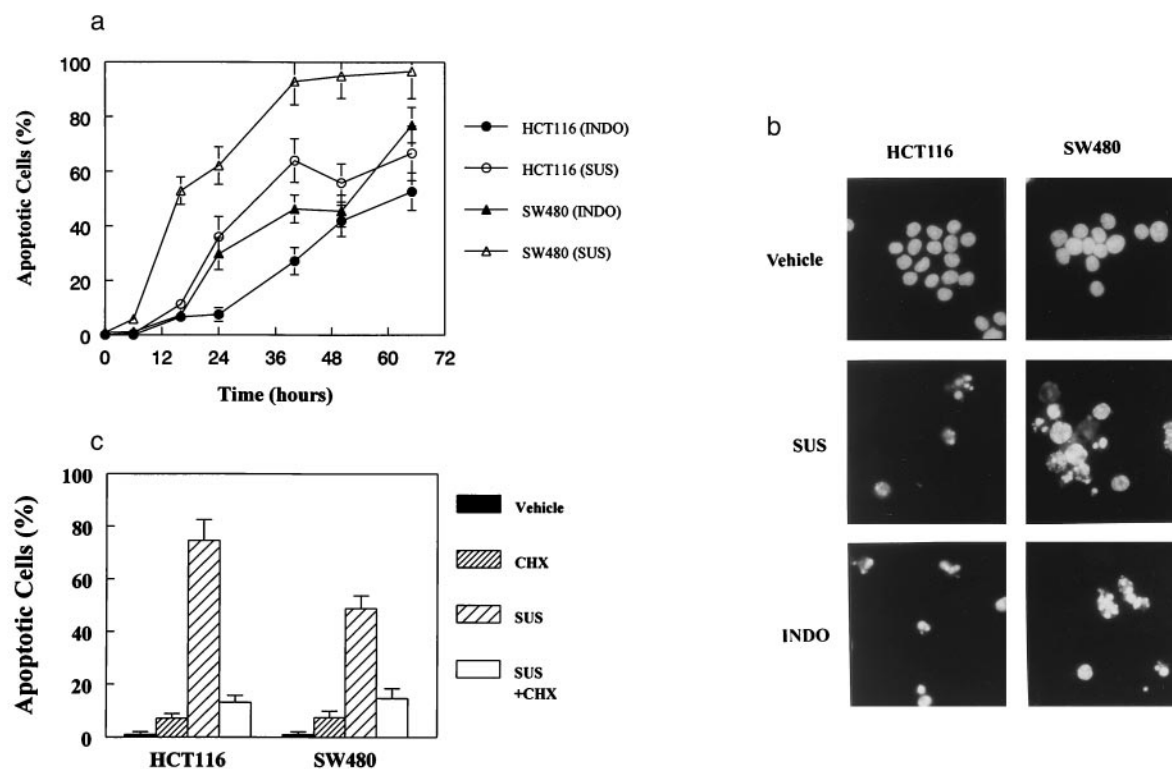 a
100
80
60
40
20
0
Apoptotic Cells (%)
0 12 24 36 48 60 72
Time (hours)
HCT116 (INDO)
HCT116 (SUS)
SW480 (INDO)
SW480 (SUS)
b
HCT116 SW480
Vehicle
SUS
INDO
c
100
80
60
40
20
0
Apoptotic Cells (%)
HCT116 SW480
Vehicle
CHX
SUS
SUS
+CHX